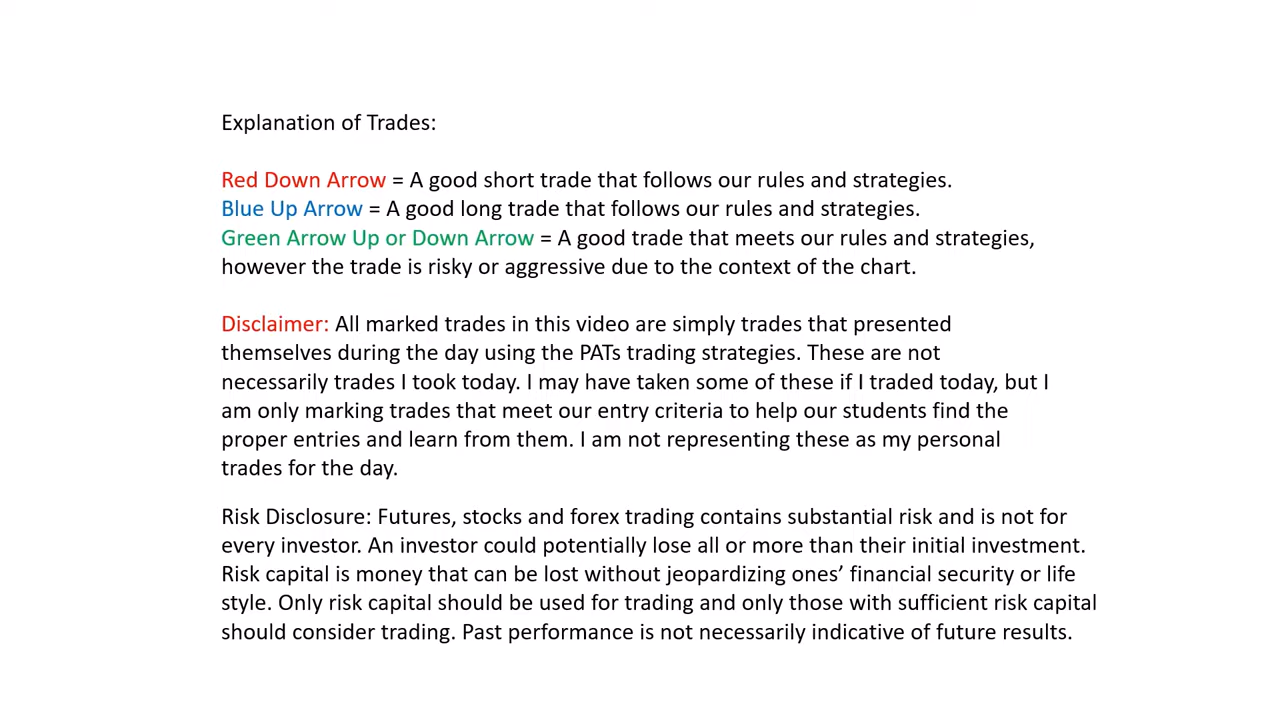 Explanation of Trades:
Red Down Arrow = A good short trade that follows our rules and strategies.
Blue Up Arrow = A good long trade that follows our rules and strategies.
Green Arrow Up or Down Arrow = A good trade that meets our rules and strategies,
however the trade is risky or aggressive due to the context of the chart.
Disclaimer: All marked trades in this video are simply trades that presented
themselves during the day using the PATs trading strategies. These are not
necessarily trades I took today. I may have taken some of these if I traded today, but I
am only marking trades that meet our entry criteria to help our students find the
proper entries and learn from them. I am not representing these as my personal
trades for the day.
Risk Disclosure: Futures, stocks and forex trading contains substantial risk and is not for
every investor. An investor could potentially lose all or more than their initial investment.
Risk capital is money that can be lost without jeopardizing ones’ financial security or life
style. Only risk capital should be used for trading and only those with sufficient risk capital
should consider trading. Past performance is not necessarily indicative of future results.